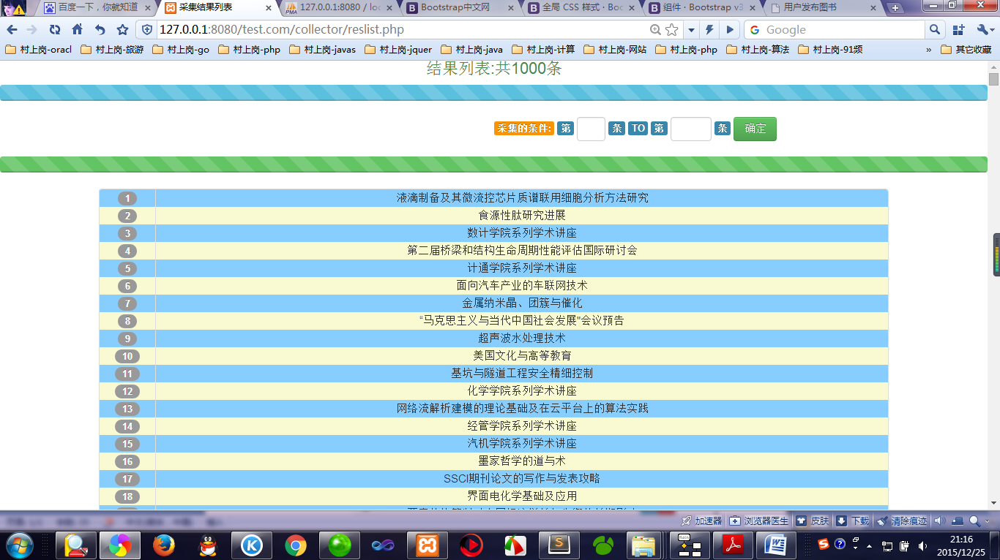 百度一下，你就知道
采集结果列表
127.0.0.1:8080 / loc
Bootstrap中文网
全局 CSS 样式 · Boo
组件 · Bootstrap v3
用户发布图书
127.0.0.1:8080/test.com/collector/reslist.php
Google
村上岗-oracl
村上岗-旅游
村上岗-go
村上岗-php
村上岗-javas
村上岗-jquer
村上岗-java
村上岗-计算
村上岗-网站
村上岗-php
村上岗-算法
村上岗-91频
»
其它收藏
结果列表:共1000条
采集的条件: 第 条 TO 第 条 确定
1 液滴制备及其微流控芯片质谱联用细胞分析方法研究
2 食源性肽研究进展
3 数计学院系列学术讲座
4 第二届桥梁和结构生命周期性能评估国际研讨会
5 计通学院系列学术讲座
6 面向汽车产业的车联网技术
7 金属纳米晶、团簇与催化
8 “马克思主义与当代中国社会发展"会议预告
9 超声波水处理技术
10 美国文化与高等教育
11 基坑与隧道工程安全精细控制
12 化学学院系列学术讲座
13 网络流解析建模的理论基础及在云平台上的算法实践
14 经管学院系列学术讲座
15 汽机学院系列学术讲座
16 墨家哲学的道与术
17 SSCI期刊论文的写作与发表攻略
18 界面电化学基础及应用
加速器
浏览器医生
皮肤
下载
清除痕迹
21:16
2015/12/25